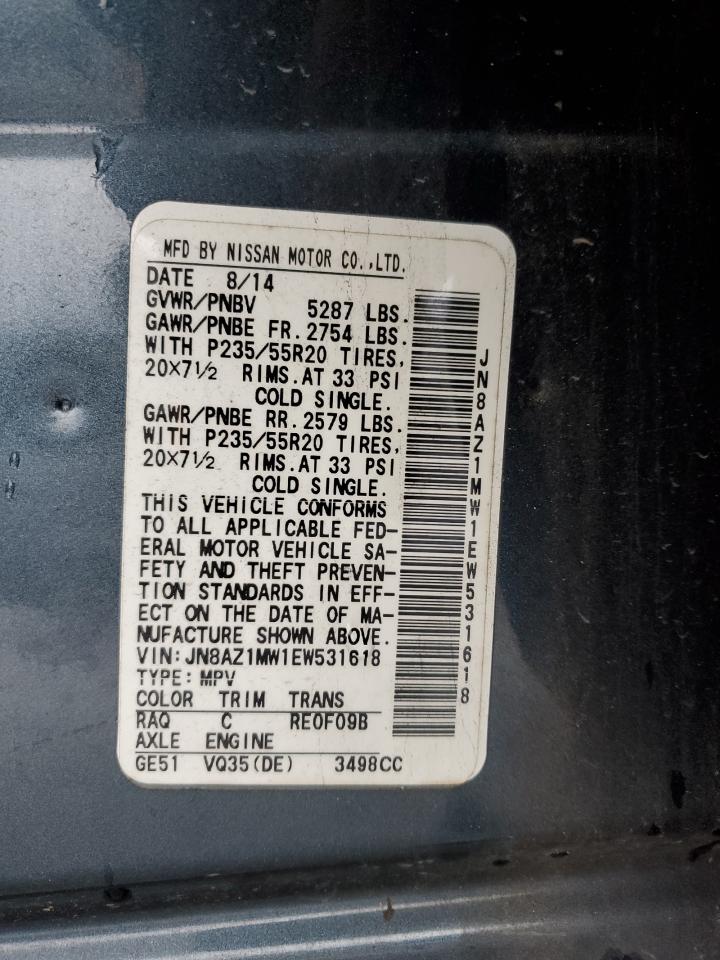 MFD BY NISSAN MOTOR CO.,LTD.
DATE 8/14
GVWR/PNBV 5287 LBS.
GAWR/PNBE FR. 2754 LBS.
WITH P235/55R20 TIRES,
20×7½ RIMS. AT 33 PSI
COLD SINGLE.
GAWR/PNBE RR. 2579 LBS.
WITH P235/55R20 TIRES,
20×7½ RIMS. AT 33 PSI
COLD SINGLE.
THIS VEHICLE CONFORMS
TO ALL APPLICABLE FED-
ERAL MOTOR VEHICLE SA-
FETY AND THEFT PREVEN-
TION STANDARDS IN EFF-
ECT ON THE DATE OF MA-
NUFACTURE SHOWN ABOVE.
VIN:JN8AZ1MW1EW531618
TYPE: MPV
COLOR TRIM TRANS
RAQ C RE0F09B
AXLE ENGINE
GE51 VQ35(DE) 3498CC
JN8AZ1MW1EW531618